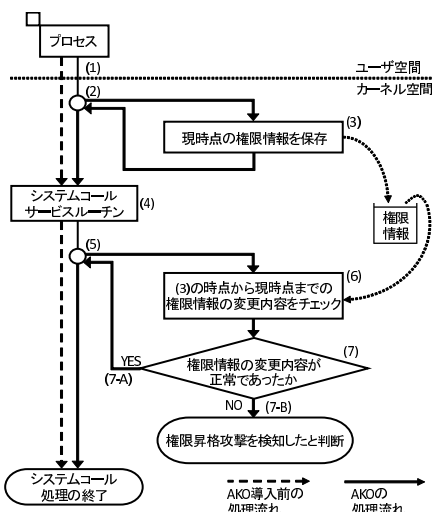 プロセス
(1)
ユーザ空間
カーネル空間
(2)
(3)
現時点の権限情報を保存
システムコール
サービスルーチン
(4)
権限
情報
(5)
(6)
(3)の時点から現時点までの
権限情報の変更内容をチェック
YES
(7)
(7-A)
権限情報の変更内容が
正常であったか
NO
(7-B)
権限昇格攻撃を検知したと判断
システムコール
処理の終了
AKO導入前の
処理流れ
AKOの
処理流れ